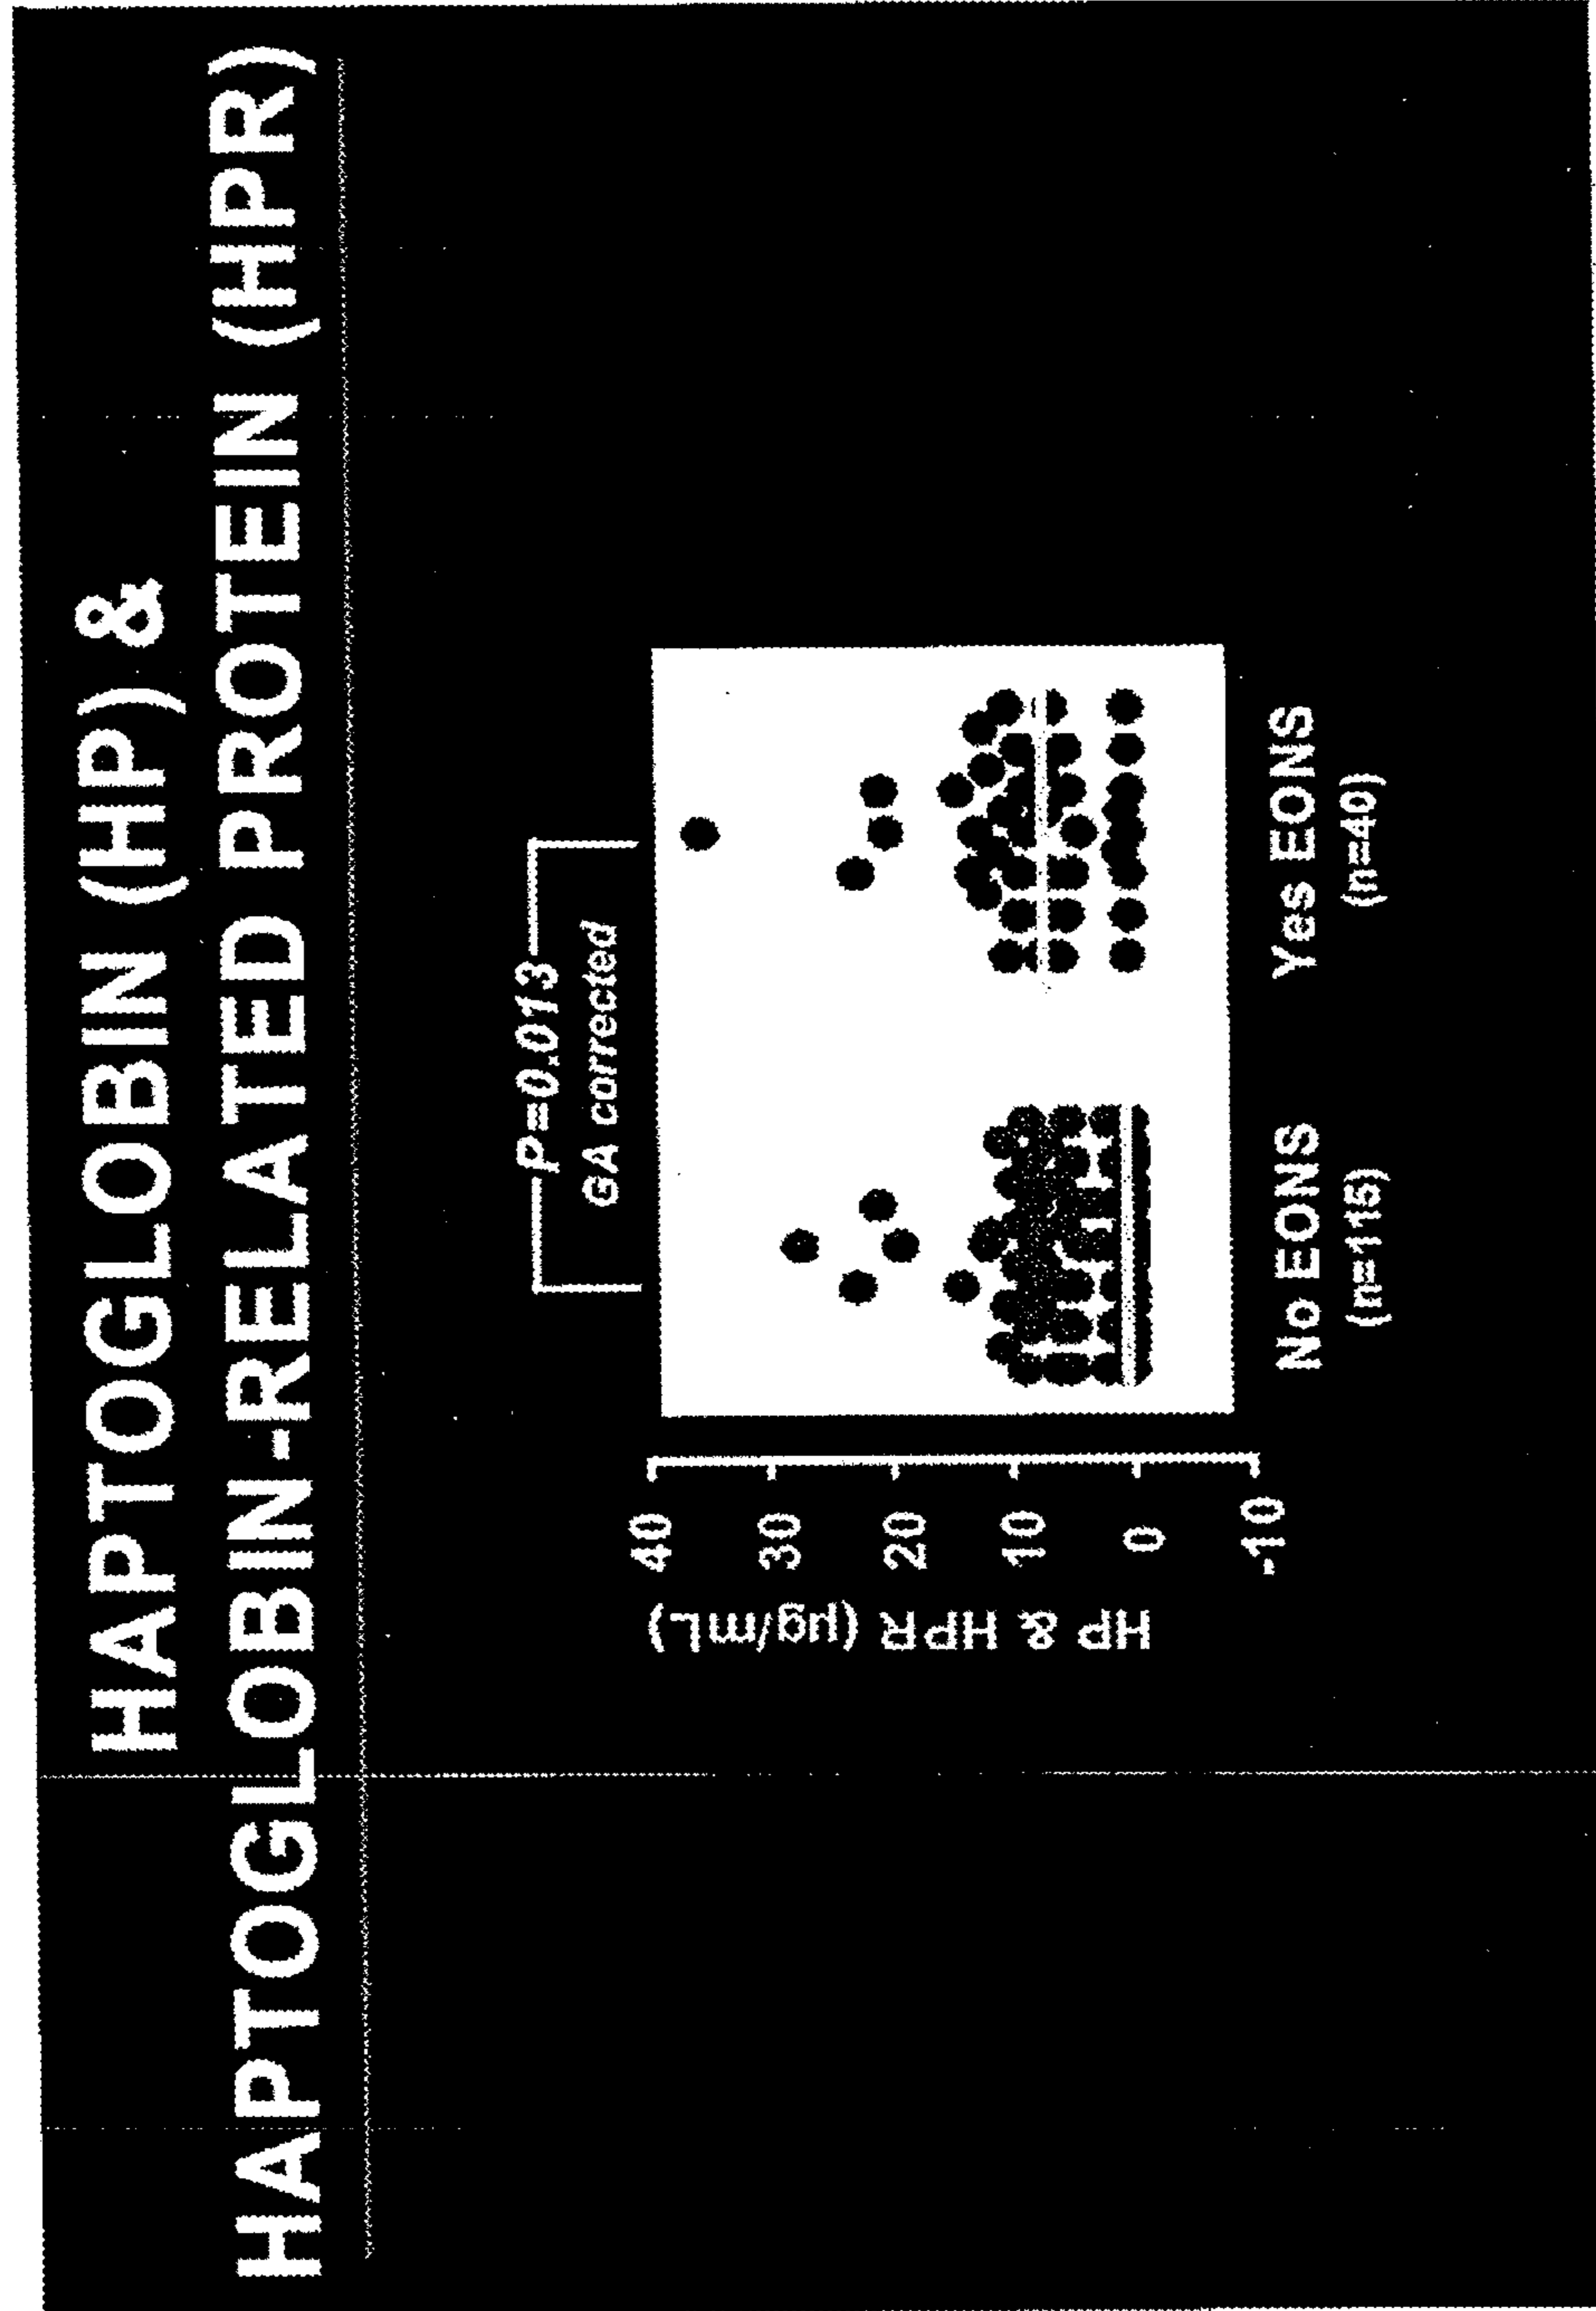 HAPTOGLOBIN (HP) &
HAPTOGLOBIN-RELATED PROTEIN (HPR)
P=0.013
GA corrected
HP & HPR (µg/mL)
40
30
20
10
0
-10
No EONS
(n=115)
Yes EONS
(n=40)